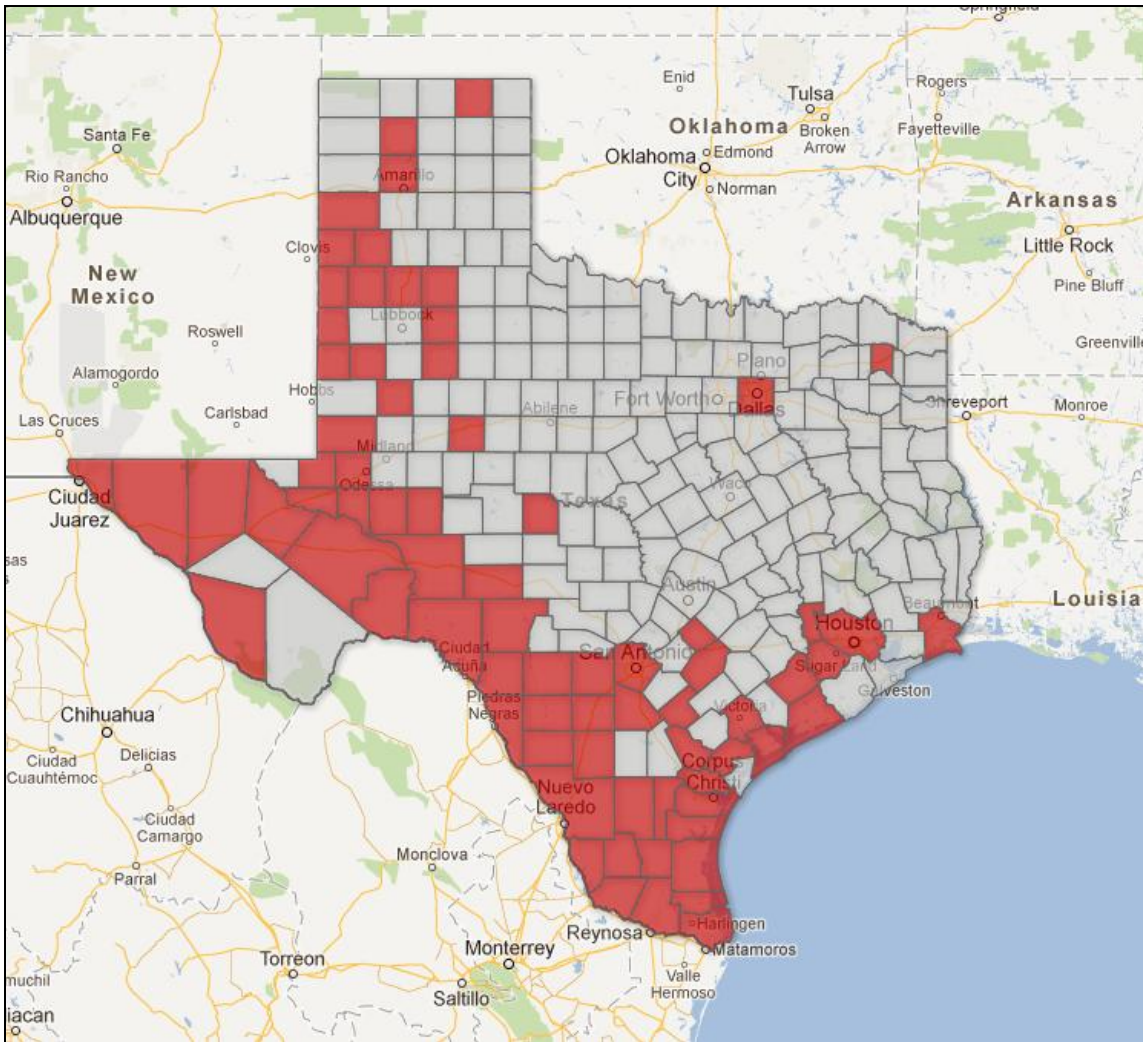 Springfield
Enid
Tulsa
Rogers
Oklahoma
Broken
Arrow
Fayetteville
Santa Fe
Oklahoma
City
Edmond
Rio Rancho
Amarillo
Norman
Albuquerque
Arkansas
Little Rock
Clovis
New
Mexico
Pine Bluff
Roswell
Lubbock
Greenville
Plano
Alamogordo
Hobbs
Fort Worth
Dallas
Abilene
Carlsbad
Shreveport
Monroe
Las Cruces
Midland
Odessa
Ciudad
Juarez
Waco
Texas
Austin
Beaumont
Louisia
Houston
Ciudad
Acuña
San Antonio
Sugar Land
Galveston
Piedras
Negras
Victoria
Chihuahua
Delicias
Ciudad
Cuauhtémoc
Corpus
Christi
Nuevo
Laredo
Ciudad
Camargo
Monclova
Parral
Harlingen
Reynosa
Matamoros
Monterrey
Torreon
Valle
Hermoso
Saltillo
muchil
iacan